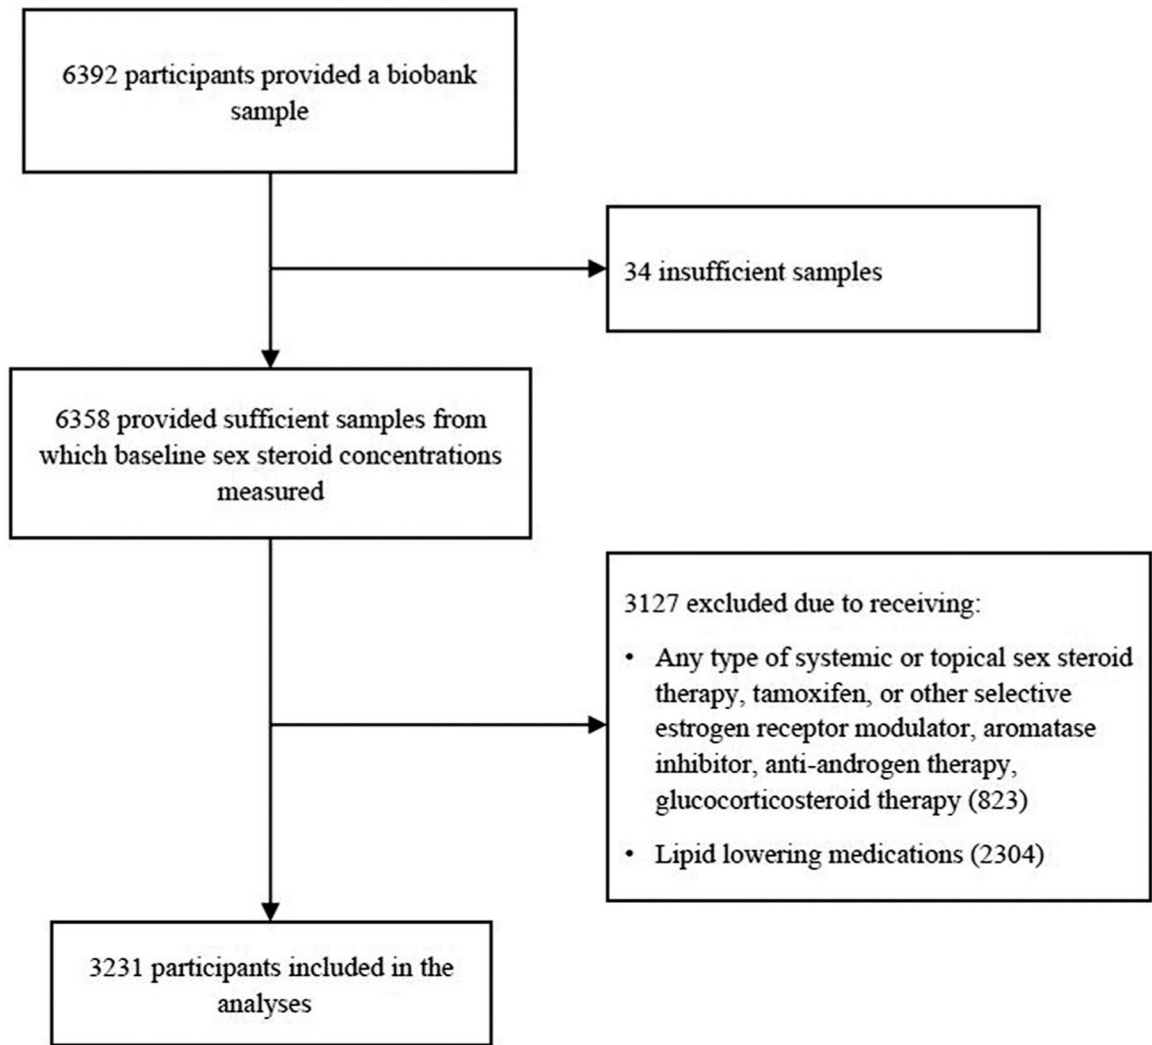 6392 participants provided a biobank
sample
34 insufficient samples
6358 provided sufficient samples from
which baseline sex steroid concentrations
measured
3127 excluded due to receiving:
• Any type of systemic or topical sex steroid
therapy, tamoxifen, or other selective
estrogen receptor modulator, aromatase
inhibitor, anti-androgen therapy,
glucocorticosteroid therapy (823)
• Lipid lowering medications (2304)
3231 participants included in the
analyses